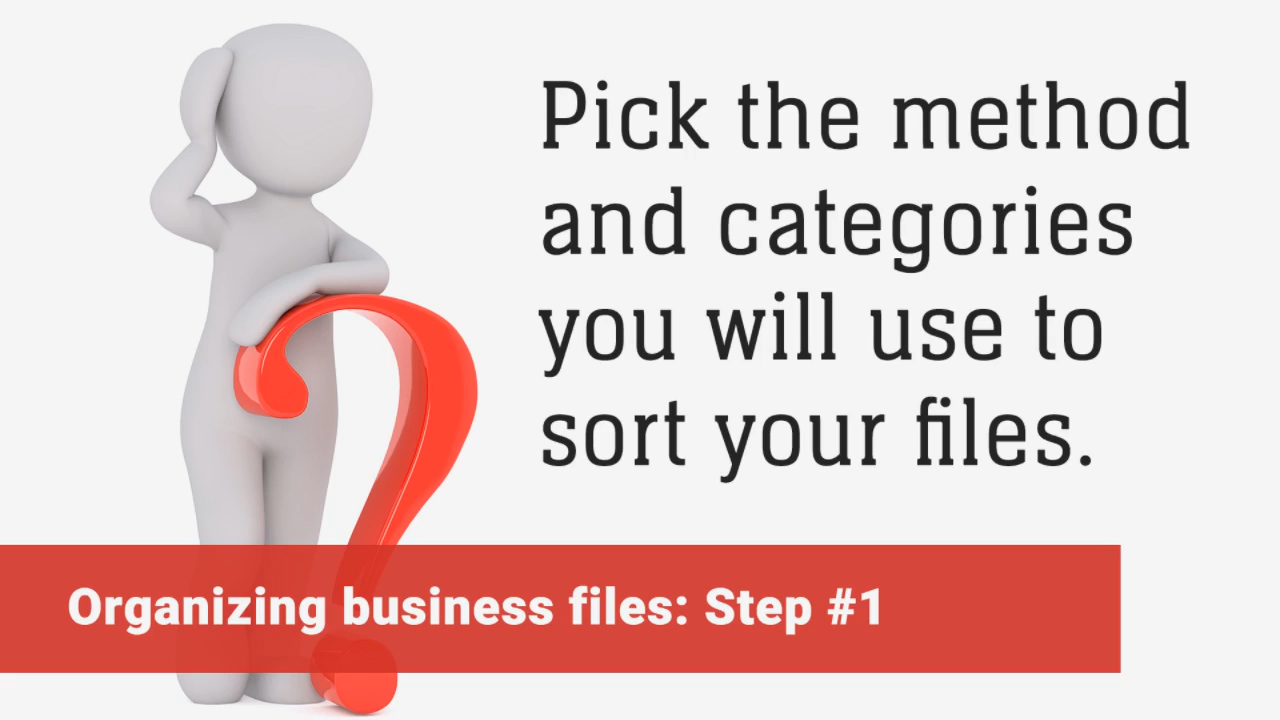 Pick the method
and categories
you will use to
sort your files.
Organizing business files: Step #1